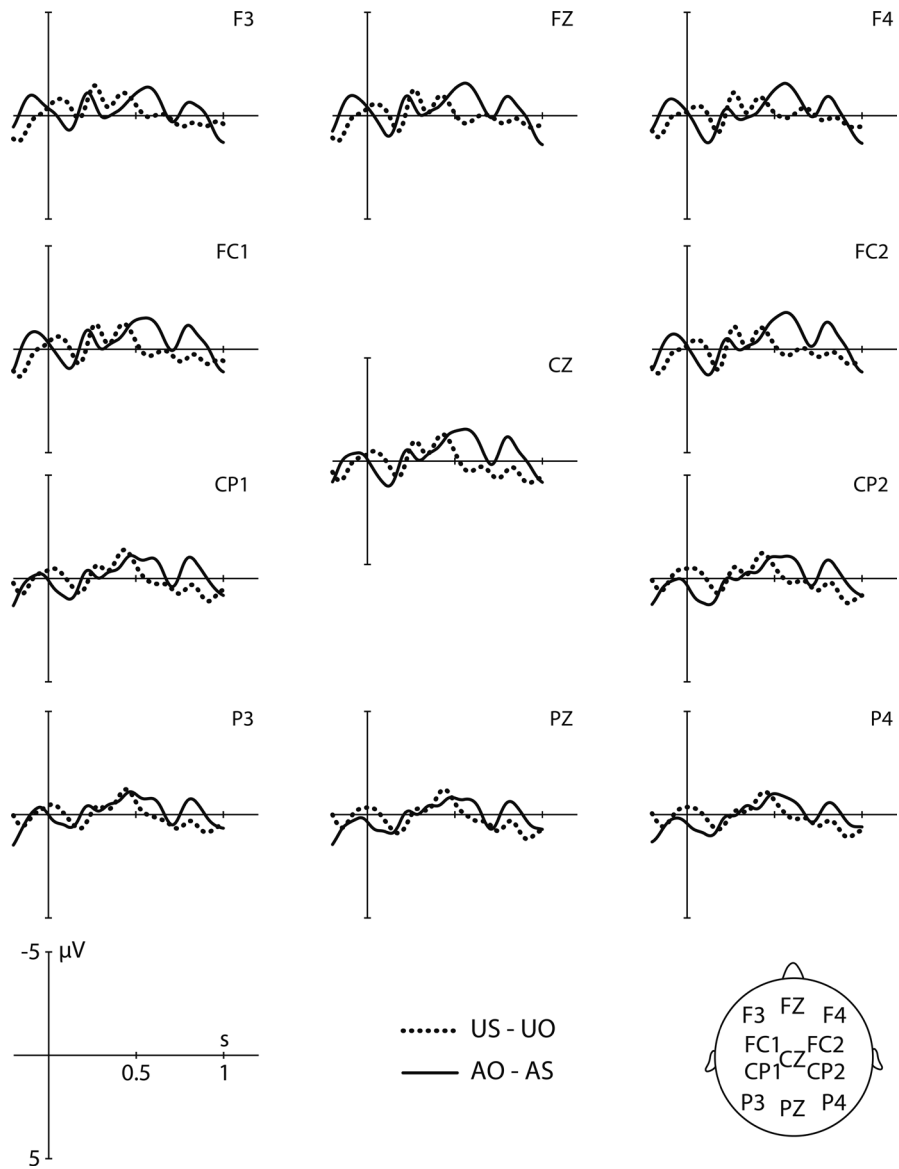 F3 FZ F4
FC1 FC2
CZ
CP1 CP2
P3 PZ P4
-5 µV
s
0.5 1
5
US - UO
AO - AS
F3 FZ F4
FC1 CZ FC2
CP1 CP2
P3 PZ P4